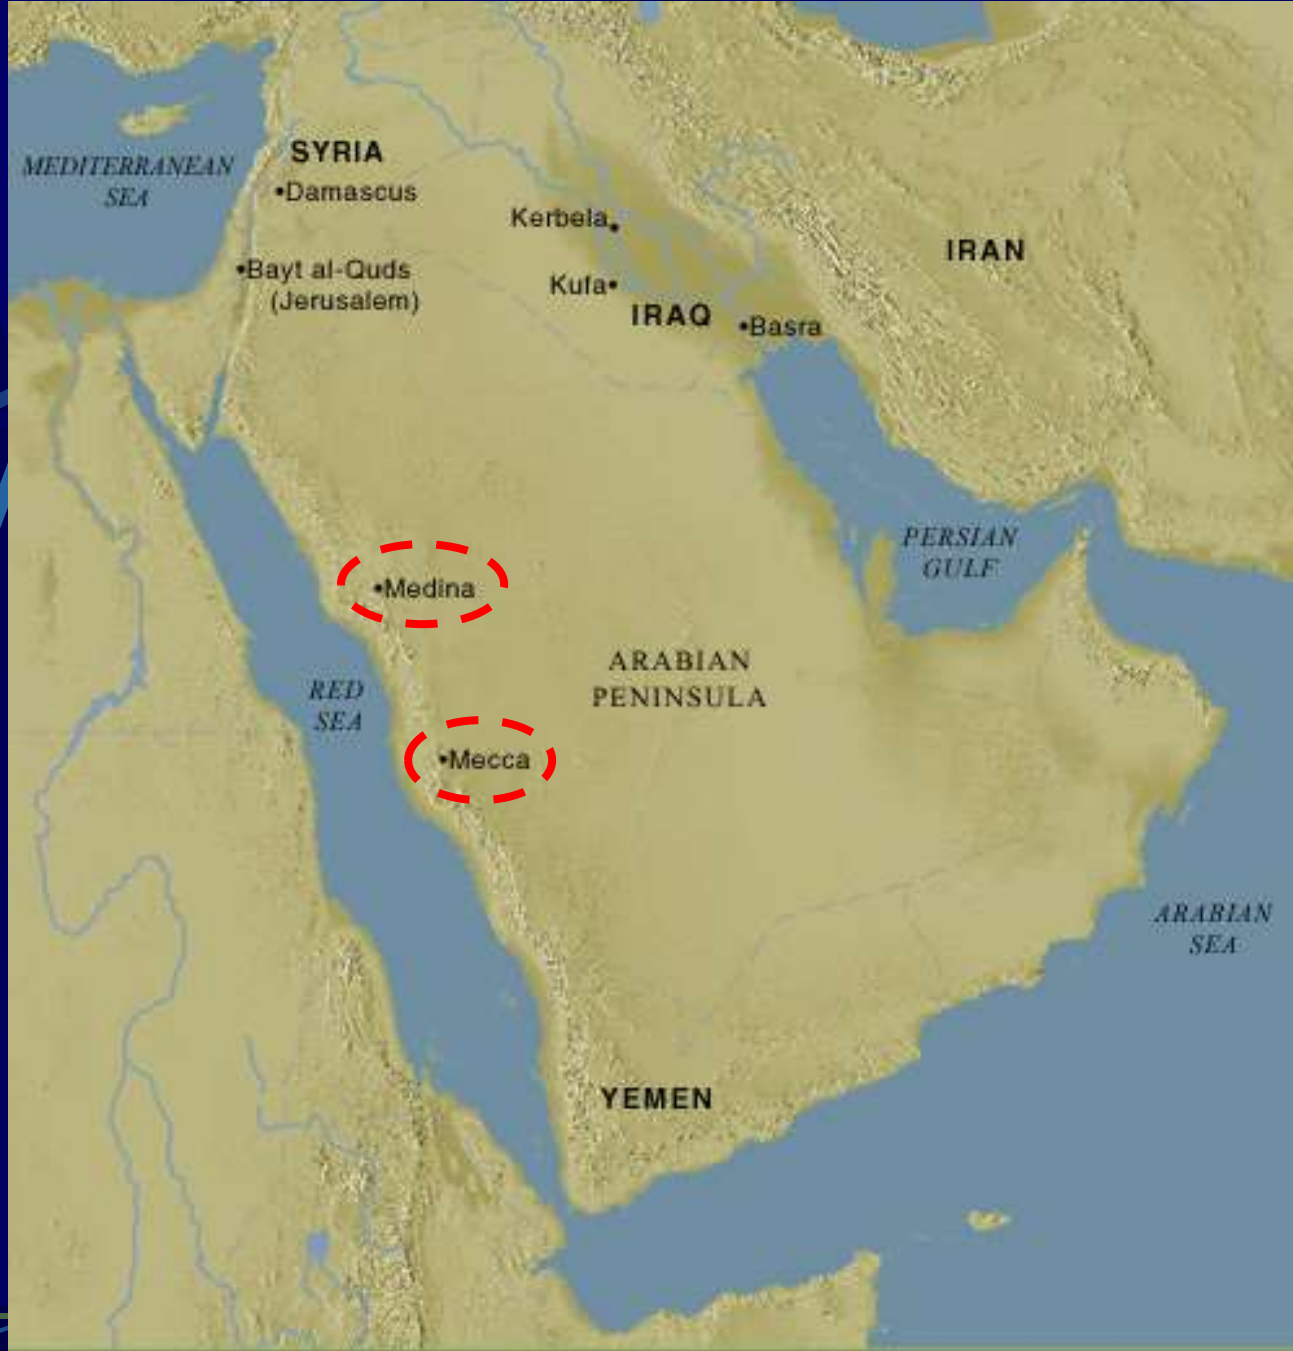 SYRIA
MEDITERRANEAN
SEA
•Damascus
Kerbela•
IRAN
•Bayt al-Quds
(Jerusalem)
Kufa•
IRAQ
•Basra
PERSIAN
GULF
•Medina
ARABIAN
PENINSULA
RED
SEA
•Mecca
ARABIAN
SEA
YEMEN